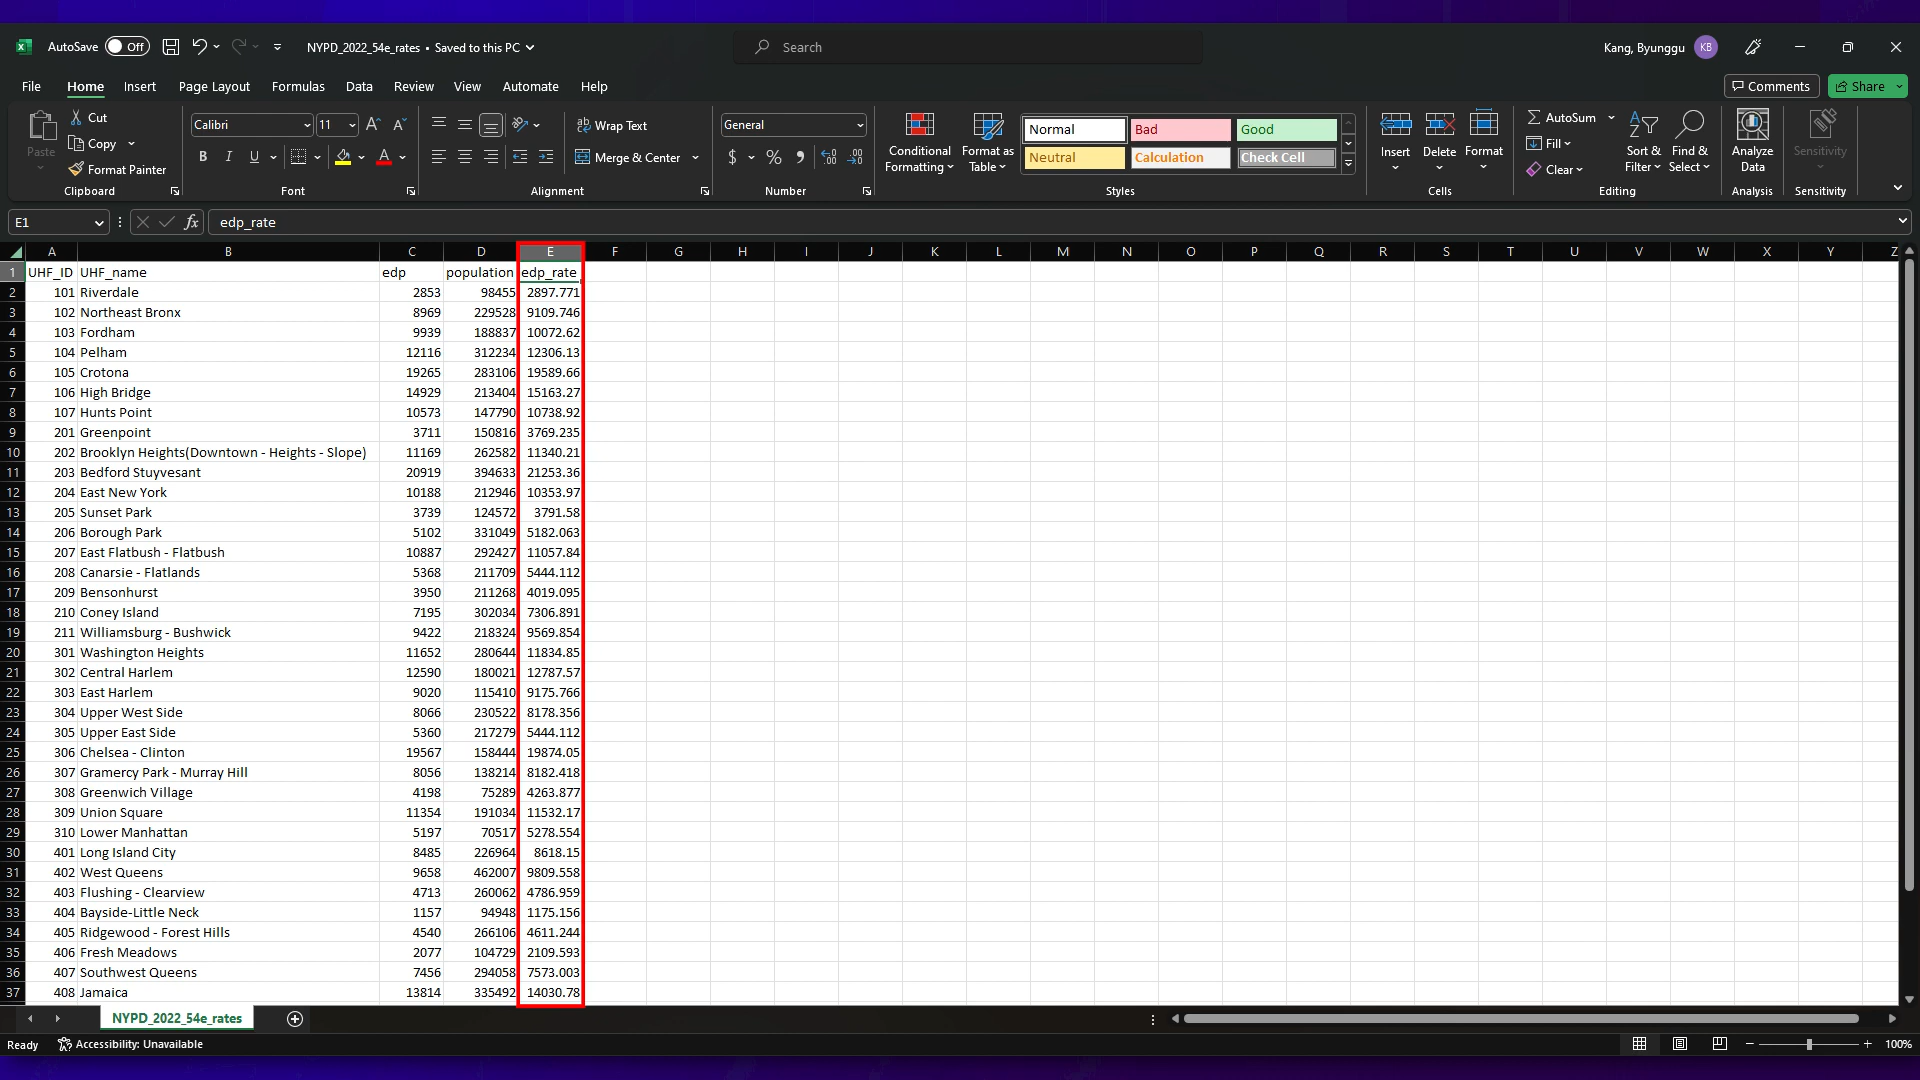 AutoSave Off NYPD_2022_54e_rates • Saved to this PC Search Kang, Byunggu KB
File Home Insert Page Layout Formulas Data Review View Automate Help Comments Share
Paste Cut Copy Format Painter Clipboard
Calibri 11 B I U A Font
Wrap Text Merge & Center Alignment
General $ % Number
Conditional Formatting Format as Table Normal Bad Good Neutral Calculation Check Cell Styles
Insert Delete Format Cells
AutoSum Fill Clear Sort & Filter Find & Select Editing
Analyze Data Analysis
Sensitivity Sensitivity
E1 fx edp_rate
A B C D E F G H I J K L M N O P Q R S T U V W X Y Z
1 UHF_ID UHF_name edp population edp_rate
2 101 Riverdale 2853 98455 2897.771
3 102 Northeast Bronx 8969 229528 9109.746
4 103 Fordham 9939 188837 10072.62
5 104 Pelham 12116 312234 12306.13
6 105 Crotona 19265 283106 19589.66
7 106 High Bridge 14929 213404 15163.27
8 107 Hunts Point 10573 147790 10738.92
9 201 Greenpoint 3711 150816 3769.235
10 202 Brooklyn Heights(Downtown - Heights - Slope) 11169 262582 11340.21
11 203 Bedford Stuyvesant 20919 394633 21253.36
12 204 East New York 10188 212946 10353.97
13 205 Sunset Park 3739 124572 3791.58
14 206 Borough Park 5102 331049 5182.063
15 207 East Flatbush - Flatbush 10887 292427 11057.84
16 208 Canarsie - Flatlands 5368 211709 5444.112
17 209 Bensonhurst 3950 211268 4019.095
18 210 Coney Island 7195 302034 7306.891
19 211 Williamsburg - Bushwick 9422 218324 9569.854
20 301 Washington Heights 11652 280644 11834.85
21 302 Central Harlem 12590 180021 12787.57
22 303 East Harlem 9020 115410 9175.766
23 304 Upper West Side 8066 230522 8178.356
24 305 Upper East Side 5360 217279 5444.112
25 306 Chelsea - Clinton 19567 158444 19874.05
26 307 Gramercy Park - Murray Hill 8056 138214 8182.418
27 308 Greenwich Village 4198 75289 4263.877
28 309 Union Square 11354 191034 11532.17
29 310 Lower Manhattan 5197 70517 5278.554
30 401 Long Island City 8485 226964 8618.15
31 402 West Queens 9658 462007 9809.558
32 403 Flushing - Clearview 4713 260062 4786.959
33 404 Bayside-Little Neck 1157 94948 1175.156
34 405 Ridgewood - Forest Hills 4540 266106 4611.244
35 406 Fresh Meadows 2077 104729 2109.593
36 407 Southwest Queens 7456 294058 7573.003
37 408 Jamaica 13814 335492 14030.78
NYPD_2022_54e_rates
Ready Accessibility: Unavailable 100%